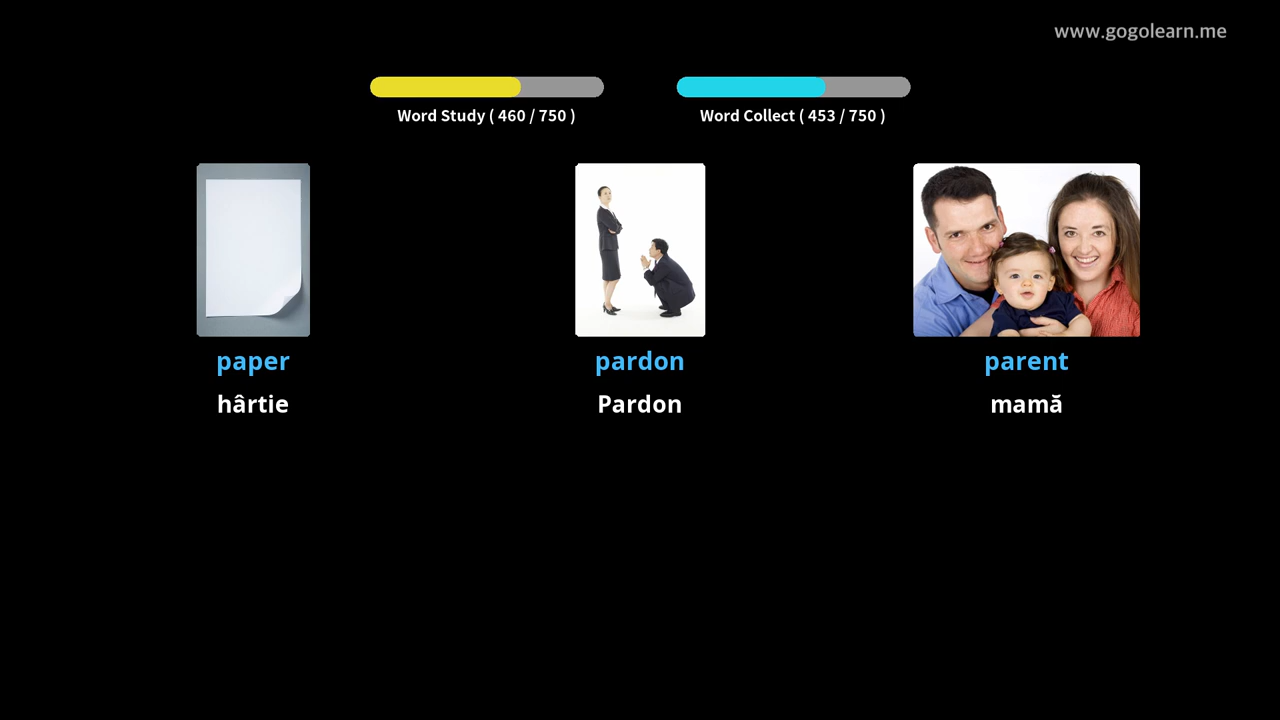 www.gogolearn.me
Word Study ( 460 / 750 )
Word Collect ( 453 / 750 )
paper
pardon
parent
hârtie
Pardon
mamă